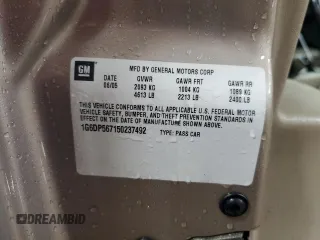 GM
MFD BY GENERAL MOTORS CORP
DATE GVWR GAWR FRT GAWR RR
06/05 2093 KG 1004 KG 1089 KG
4613 LB 2213 LB 2400 LB
THIS VEHICLE CONFORMS TO ALL APPLICABLE U.S. FEDERAL MOTOR
VEHICLE SAFETY, BUMPER, AND THEFT PREVENTION STANDARDS IN
EFFECT ON THE DATE OF MANUFACTURE SHOWN ABOVE.
1G6DP567150237492 TYPE: PASS CAR
DREAMBID